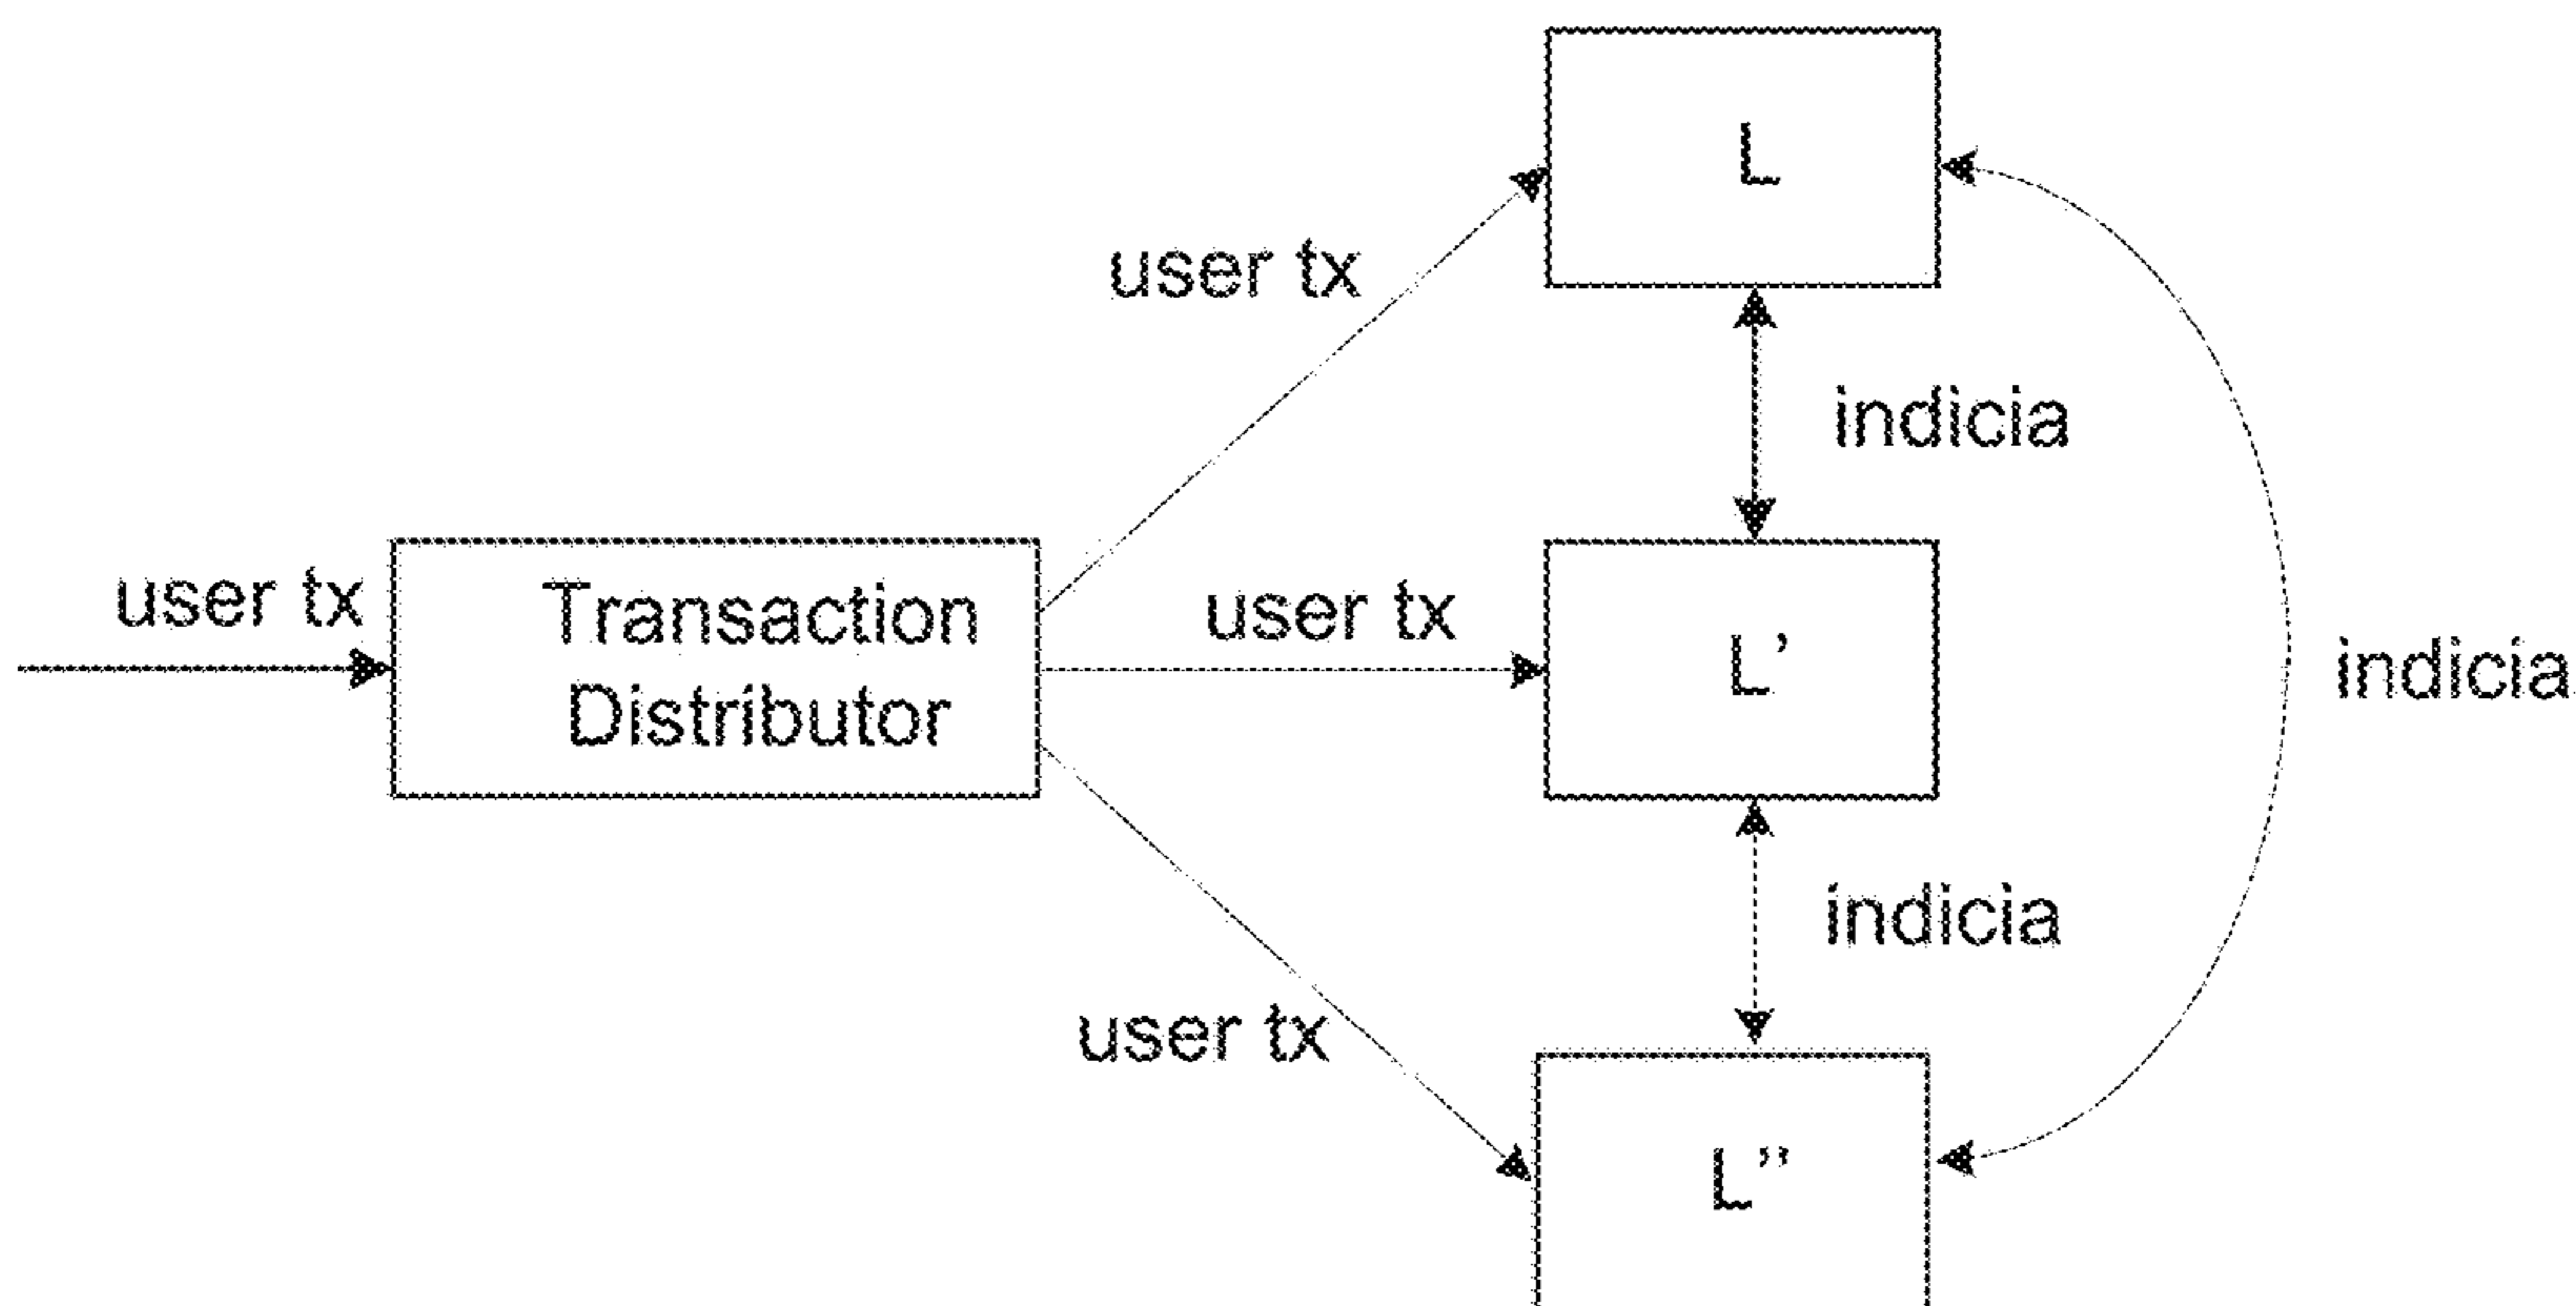 L
user tx
indicia
user tx
Transaction
Distributor
user tx
L’
indicia
indicia
user tx
L”